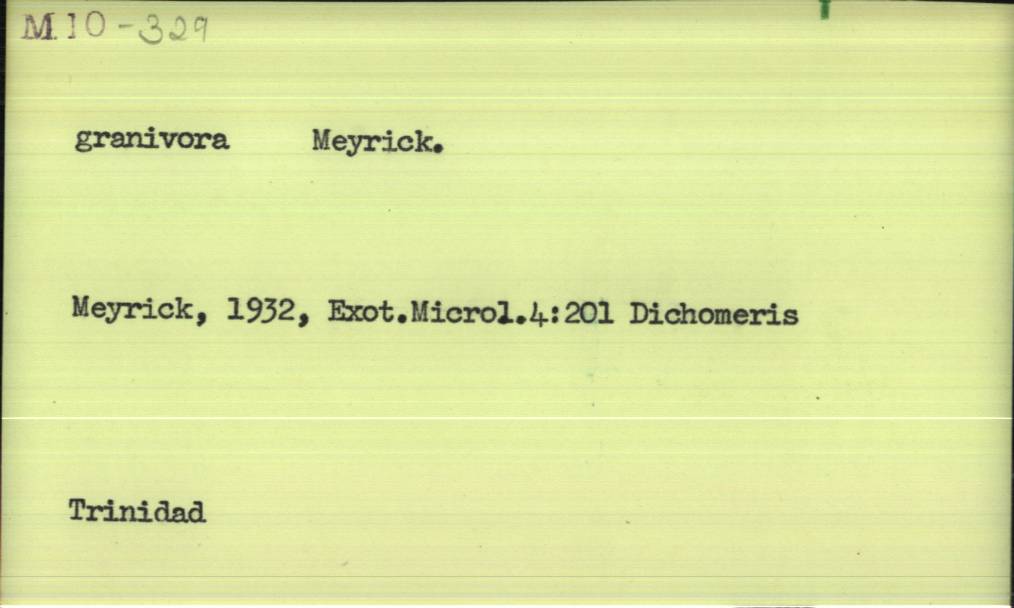 M10-329
granivora Meyrick.
Meyrick, 1932, Exot.Microl.4:201 Dichomeris
Trinidad